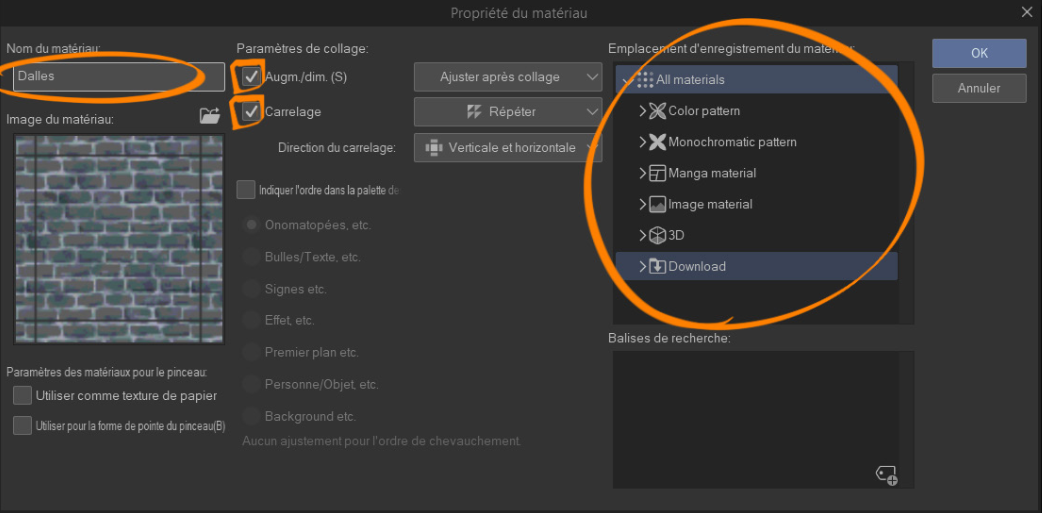 Propriété du matériau
Nom du matériau:
Dalles
Image du matériau:
Paramètres des matériaux pour le pinceau:
Utiliser comme texture de papier
Utiliser pour la forme de pointe du pinceau(B)
Paramètres de collage:
Augm./dim. (S)
Ajuster après collage
Carrelage
Répéter
Direction du carrelage:
Verticale et horizontale
Indiquer l'ordre dans la palette de
Onomatopées, etc.
Bulles/Texte, etc.
Signes etc.
Effet, etc.
Premier plan etc.
Personne/Objet, etc.
Background etc.
Aucun ajustement pour l'ordre de chevauchement.
Emplacement d'enregistrement du matériau:
All materials
Color pattern
Monochromatic pattern
Manga material
Image material
3D
Download
Balises de recherche:
OK
Annuler